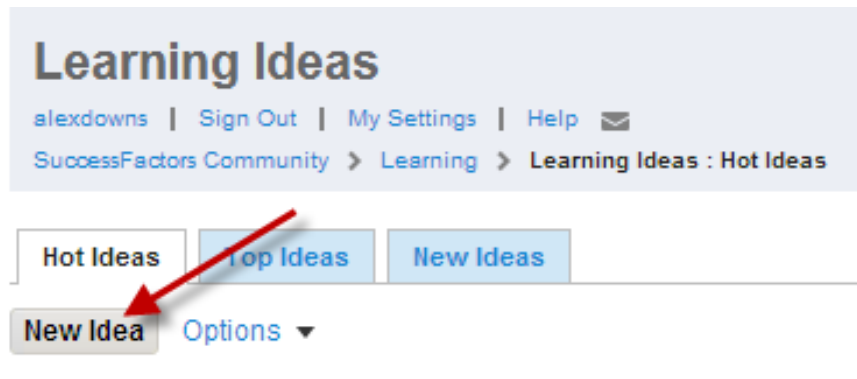 Learning Ideas
alexdowns | Sign Out | My Settings | Help
SuccessFactors Community > Learning > Learning Ideas : Hot Ideas
Hot Ideas Top Ideas New Ideas
New Idea Options